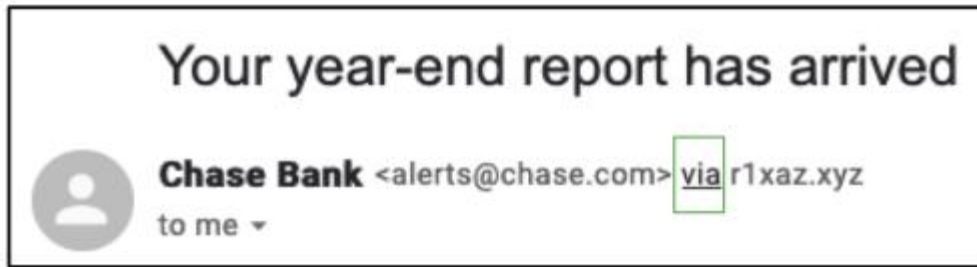 Your year-end report has arrived
Chase Bank <alerts@chase.com> via r1xaz.xyz
to me